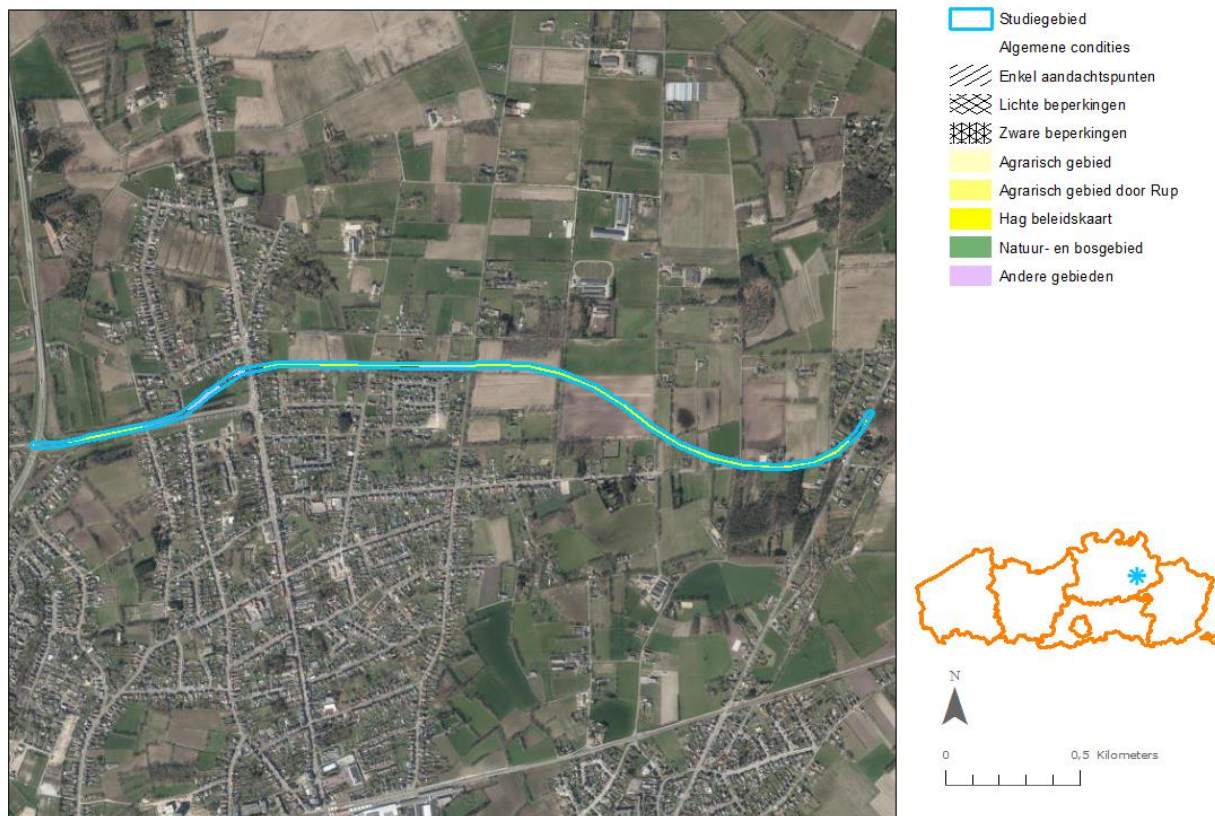 Studiegebied
Algemene condities
Enkel aandachtspunten
Lichte beperkingen
Zware beperkingen
Agrarisch gebied
Agrarisch gebied door Rup
Hag beleidskaart
Natuur- en bosgebied
Andere gebieden
N
0 0,5 Kilometers